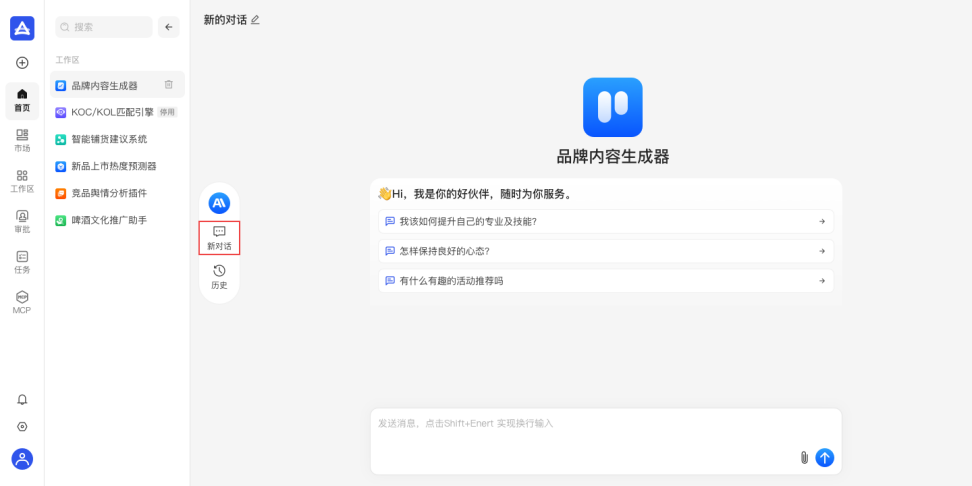 首页
市场
工作区
审批
任务
MCP
搜索
工作区
品牌内容生成器
KOC/KOL匹配引擎 停用
智能铺货建议系统
新品上市热度预测器
竞品舆情分析插件
啤酒文化推广助手
新的对话
新对话
历史
品牌内容生成器
👋Hi，我是你的好伙伴，随时为你服务。
我该如何提升自己的专业及技能?
怎样保持良好的心态?
有什么有趣的活动推荐吗
发送消息，点击Shift+Enert 实现换行输入